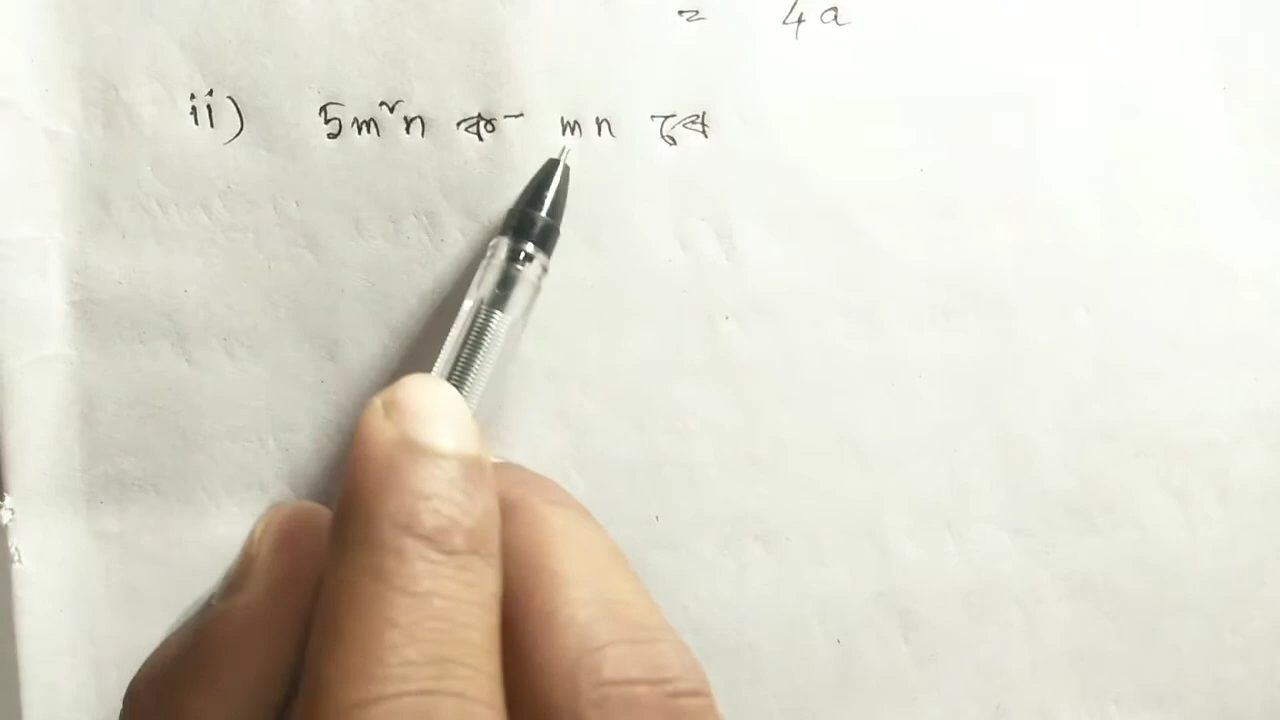 = 4a
ii) 5m²n ক mn